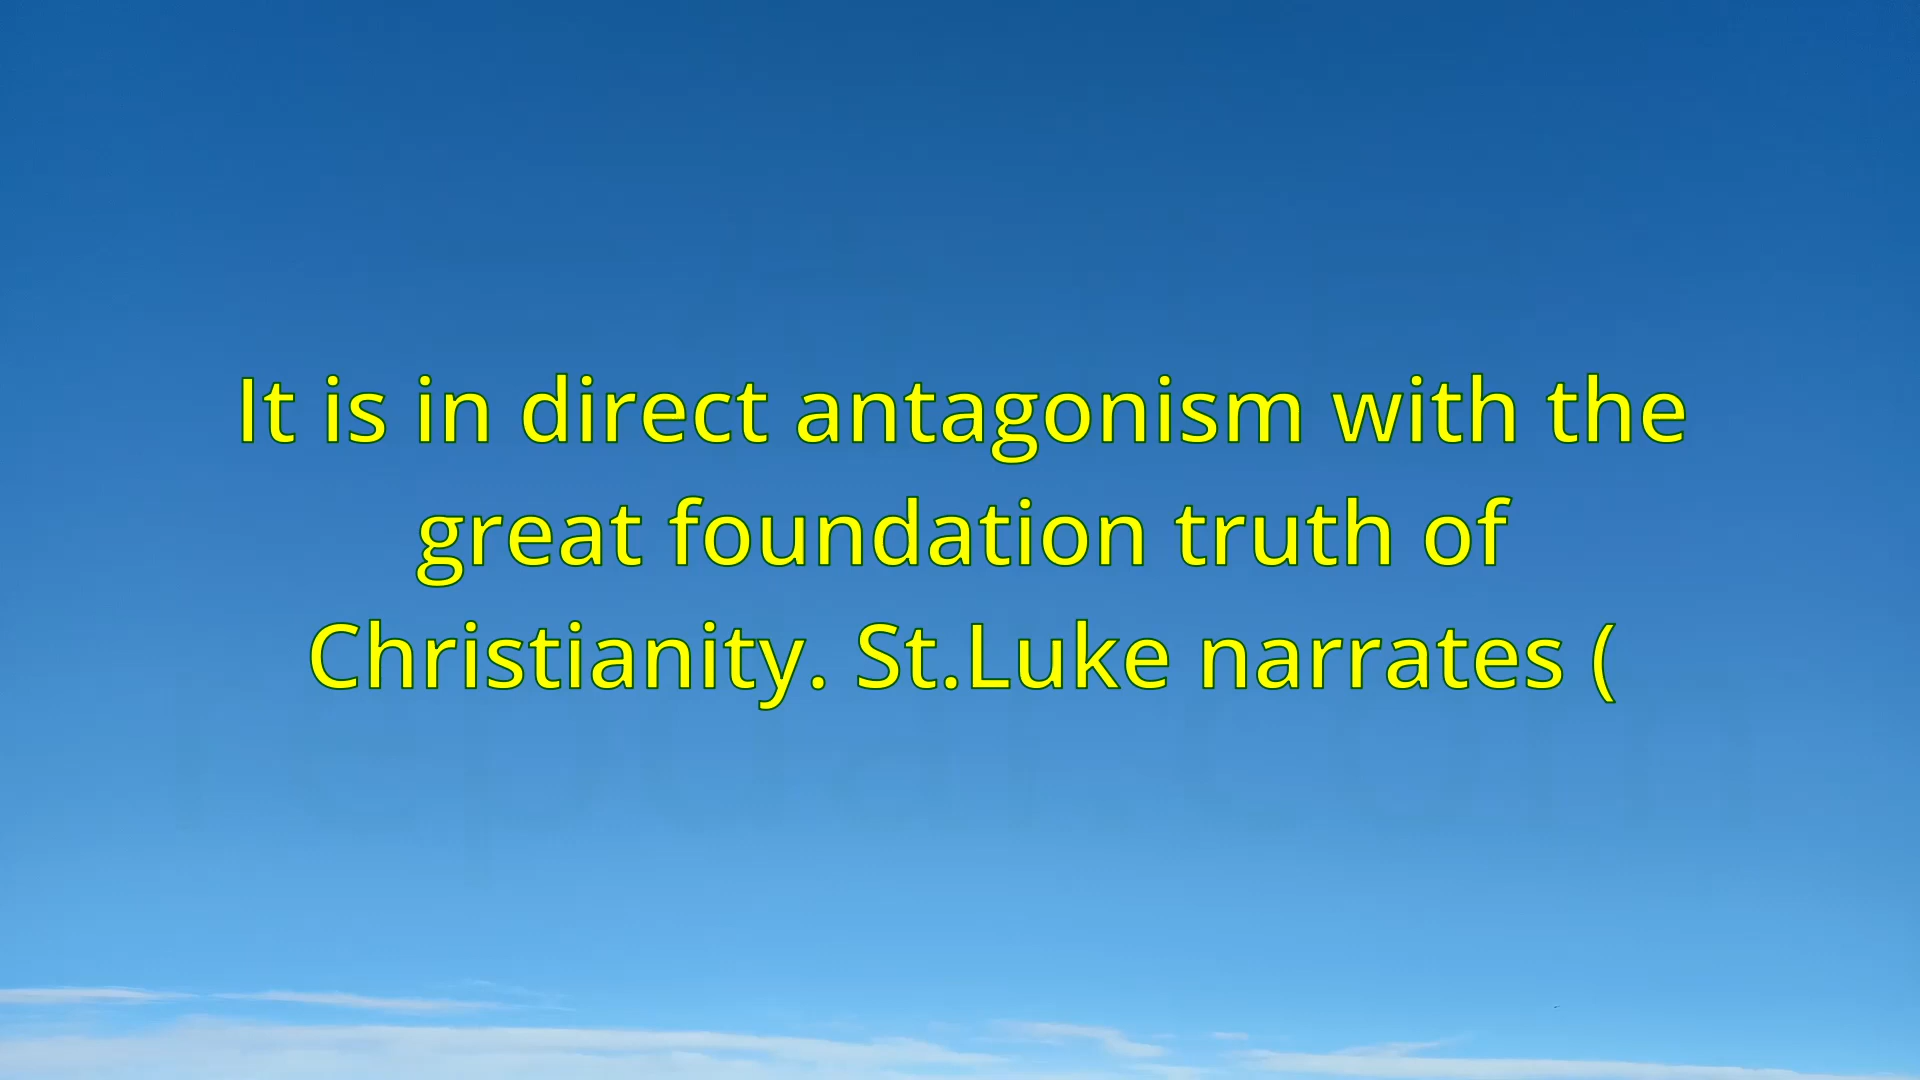 It is in direct antagonism with the
great foundation truth of
Christianity. St.Luke narrates (